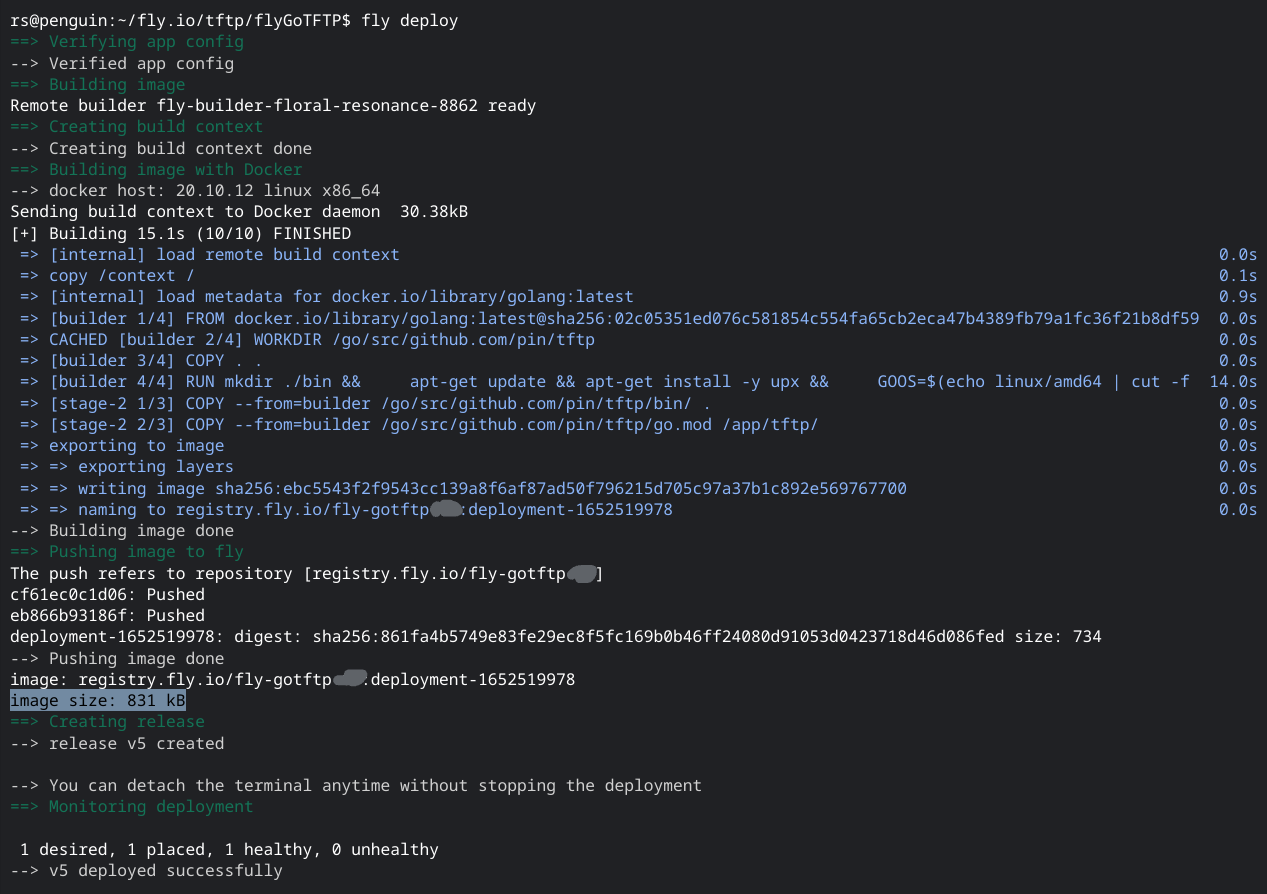 rs@penguin:~/fly.io/tftp/flyGoTFTP$ fly deploy
==> Verifying app config
--> Verified app config
==> Building image
Remote builder fly-builder-floral-resonance-8862 ready
==> Creating build context
--> Creating build context done
==> Building image with Docker
--> docker host: 20.10.12 linux x86_64
Sending build context to Docker daemon  30.38kB
[+] Building 15.1s (10/10) FINISHED
 => [internal] load remote build context 0.0s
 => copy /context / 0.1s
 => [internal] load metadata for docker.io/library/golang:latest 0.9s
 => [builder 1/4] FROM docker.io/library/golang:latest@sha256:02c05351ed076c581854c554fa65cb2eca47b4389fb79a1fc36f21b8df59 0.0s
 => CACHED [builder 2/4] WORKDIR /go/src/github.com/pin/tftp 0.0s
 => [builder 3/4] COPY . . 0.0s
 => [builder 4/4] RUN mkdir ./bin &&     apt-get update && apt-get install -y upx &&     GOOS=$(echo linux/amd64 | cut -f 14.0s
 => [stage-2 1/3] COPY --from=builder /go/src/github.com/pin/tftp/bin/ . 0.0s
 => [stage-2 2/3] COPY --from=builder /go/src/github.com/pin/tftp/go.mod /app/tftp/ 0.0s
 => exporting to image 0.0s
 => => exporting layers 0.0s
 => => writing image sha256:ebc5543f2f9543cc139a8f6af87ad50f796215d705c97a37b1c892e569767700 0.0s
 => => naming to registry.fly.io/fly-gotftp :deployment-1652519978 0.0s
--> Building image done
==> Pushing image to fly
The push refers to repository [registry.fly.io/fly-gotftp ]
cf61ec0c1d06: Pushed
eb866b93186f: Pushed
deployment-1652519978: digest: sha256:861fa4b5749e83fe29ec8f5fc169b0b46ff24080d91053d0423718d46d086fed size: 734
--> Pushing image done
image: registry.fly.io/fly-gotftp :deployment-1652519978
image size: 831 kB
==> Creating release
--> release v5 created
--> You can detach the terminal anytime without stopping the deployment
==> Monitoring deployment
 1 desired, 1 placed, 1 healthy, 0 unhealthy
--> v5 deployed successfully